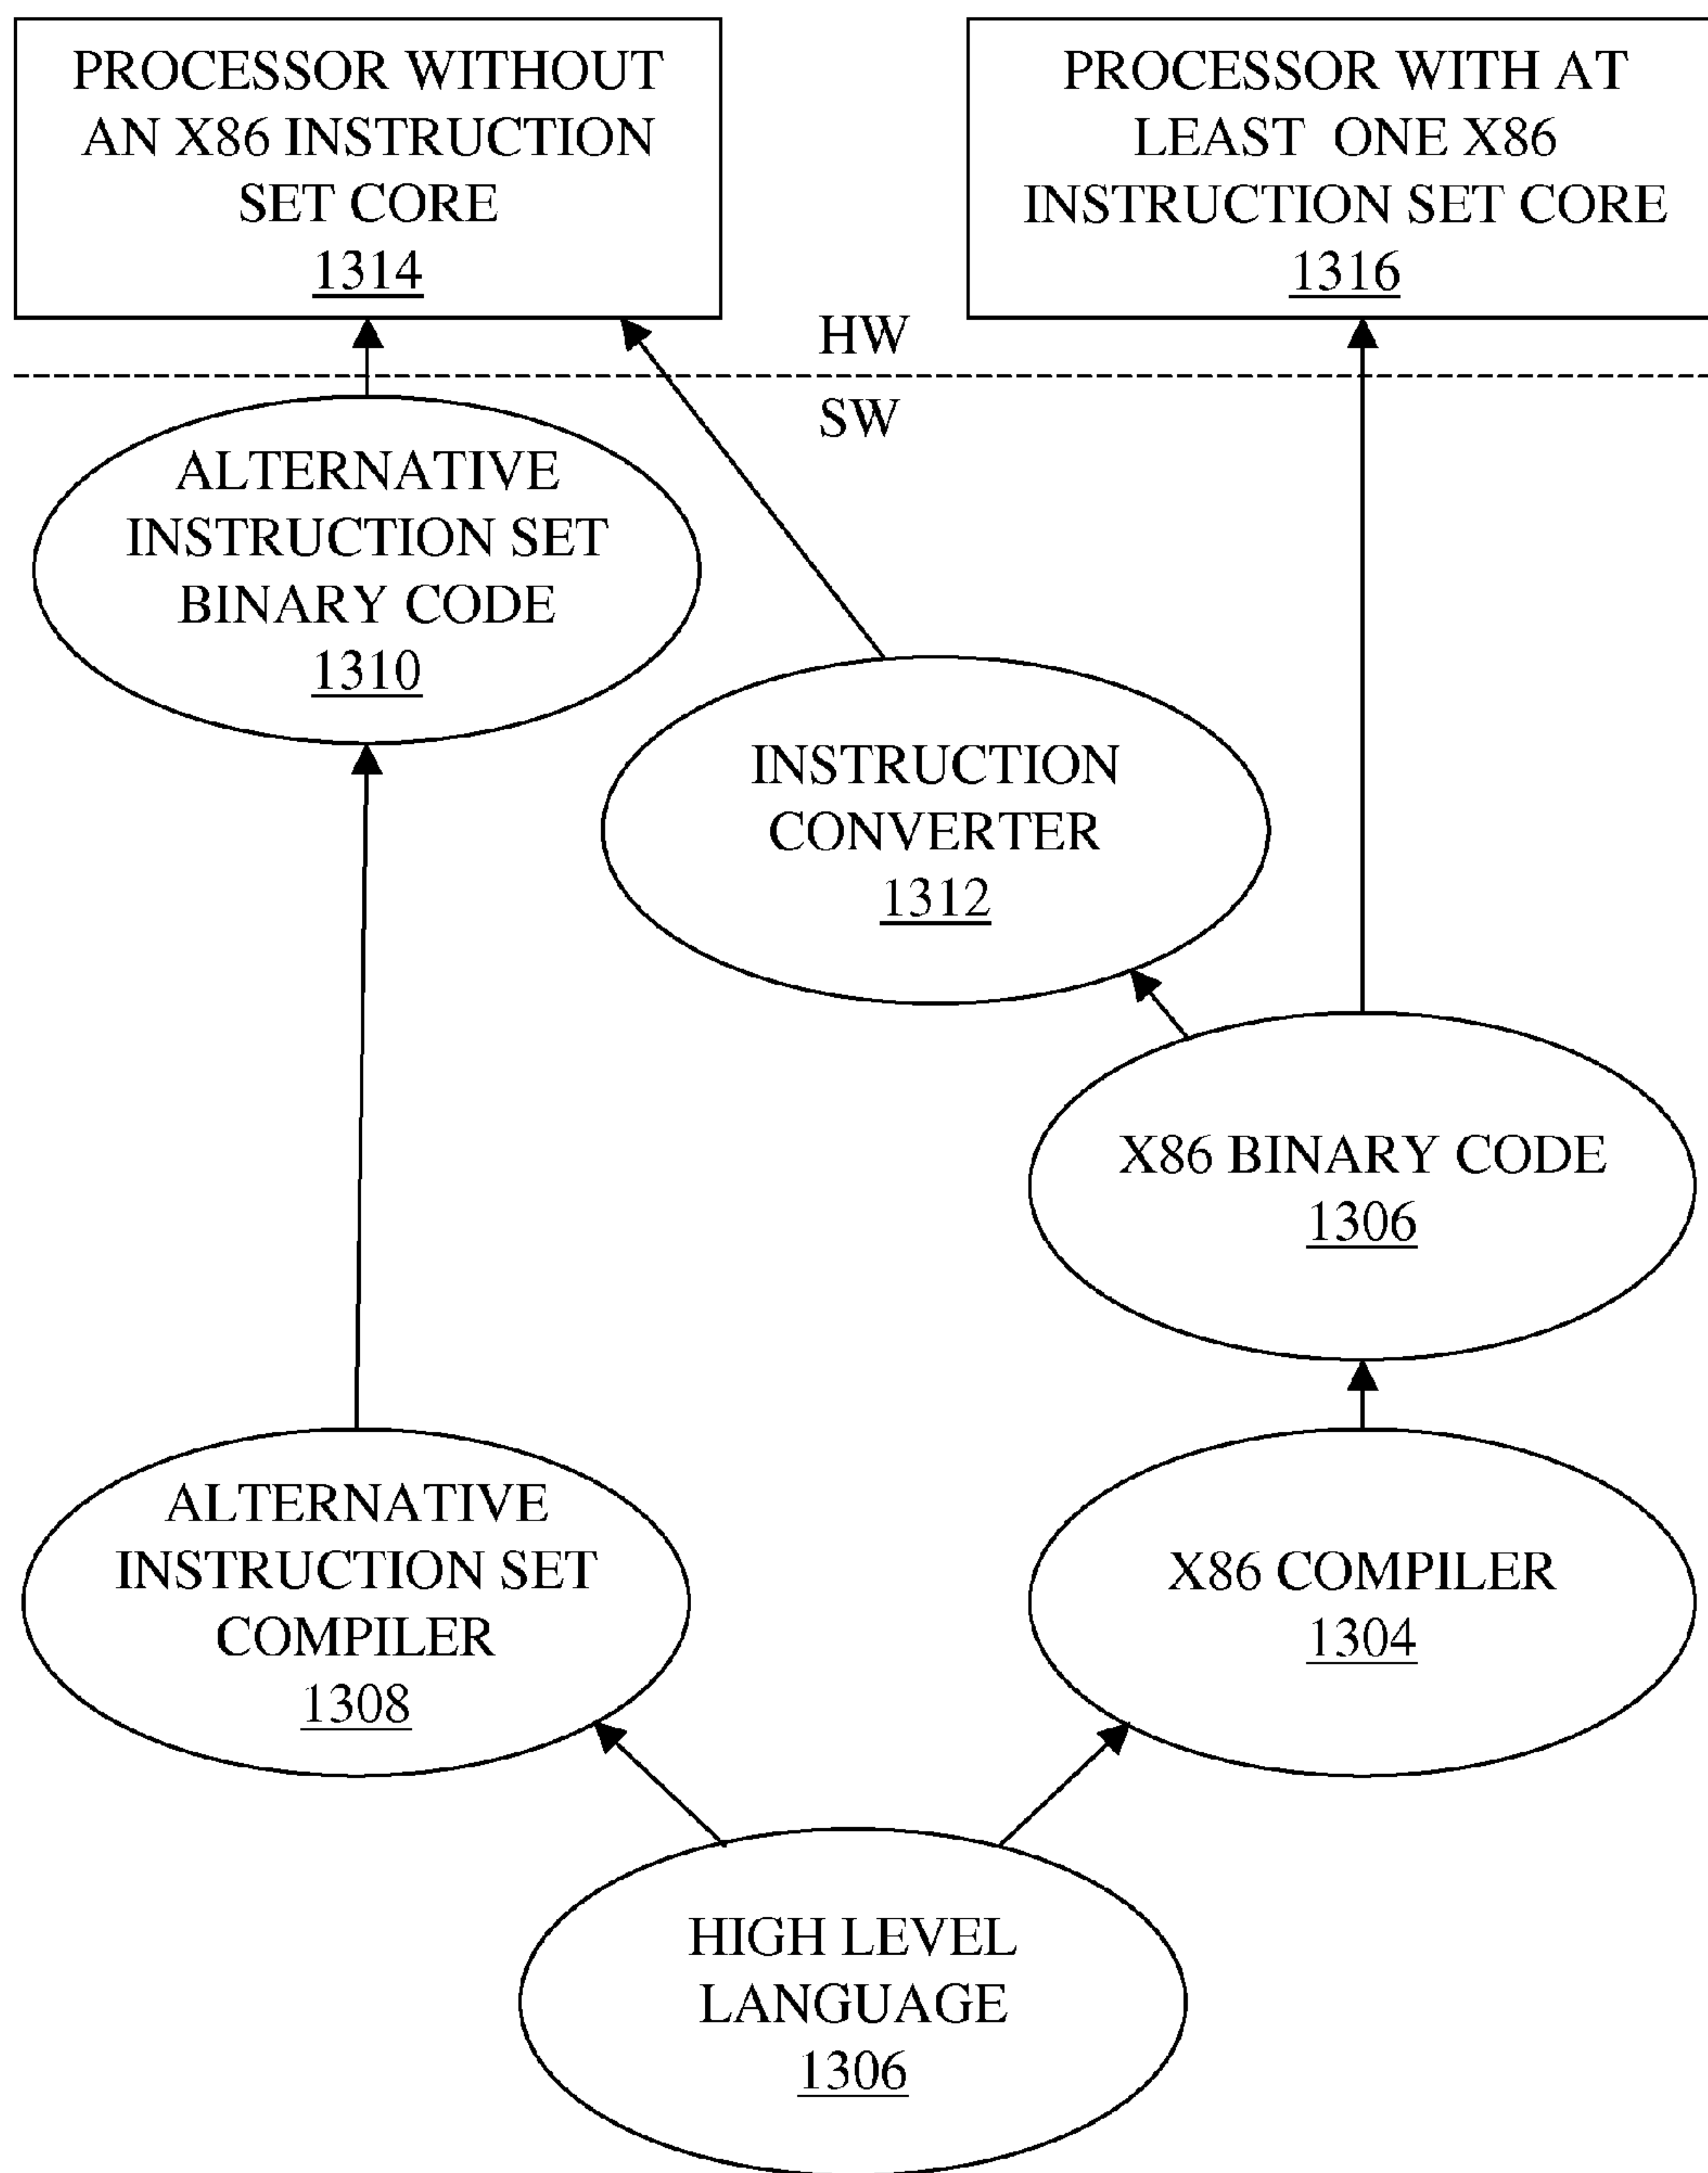 PROCESSOR WITHOUT
AN X86 INSTRUCTION
SET CORE
1314
PROCESSOR WITH AT
LEAST ONE X86
INSTRUCTION SET CORE
1316
HW
SW
ALTERNATIVE
INSTRUCTION SET
BINARY CODE
1310
INSTRUCTION
CONVERTER
1312
X86 BINARY CODE
1306
ALTERNATIVE
INSTRUCTION SET
COMPILER
1308
X86 COMPILER
1304
HIGH LEVEL
LANGUAGE
1306